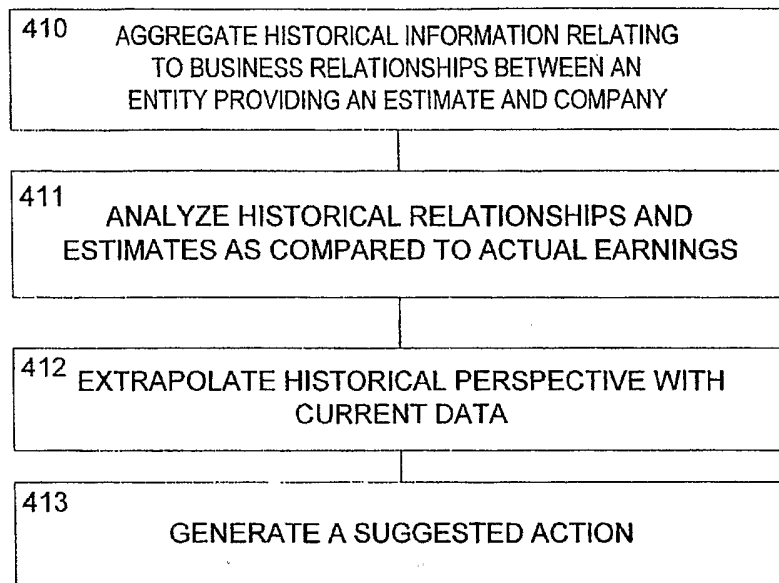 410
AGGREGATE HISTORICAL INFORMATION RELATING
TO BUSINESS RELATIONSHIPS BETWEEN AN
ENTITY PROVIDING AN ESTIMATE AND COMPANY
411
ANALYZE HISTORICAL RELATIONSHIPS AND
ESTIMATES AS COMPARED TO ACTUAL EARNINGS
412
EXTRAPOLATE HISTORICAL PERSPECTIVE WITH
CURRENT DATA
413
GENERATE A SUGGESTED ACTION